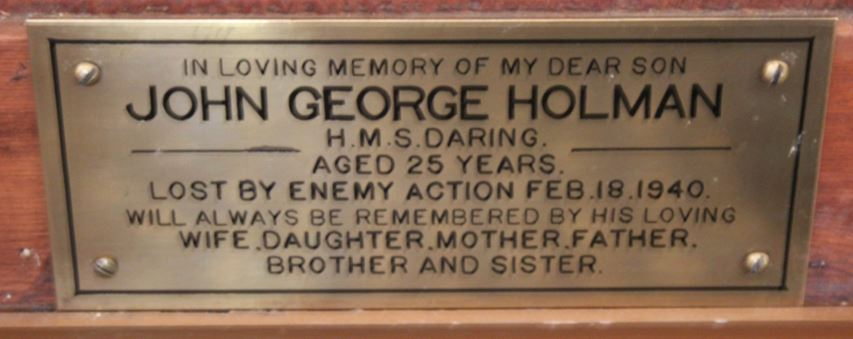 IN LOVING MEMORY OF MY DEAR SON
JOHN GEORGE HOLMAN
H.M.S.DARING.
AGED 25 YEARS.
LOST BY ENEMY ACTION FEB.18.1940.
WILL ALWAYS BE REMEMBERED BY HIS LOVING
WIFE.DAUGHTER.MOTHER.FATHER.
BROTHER AND SISTER.